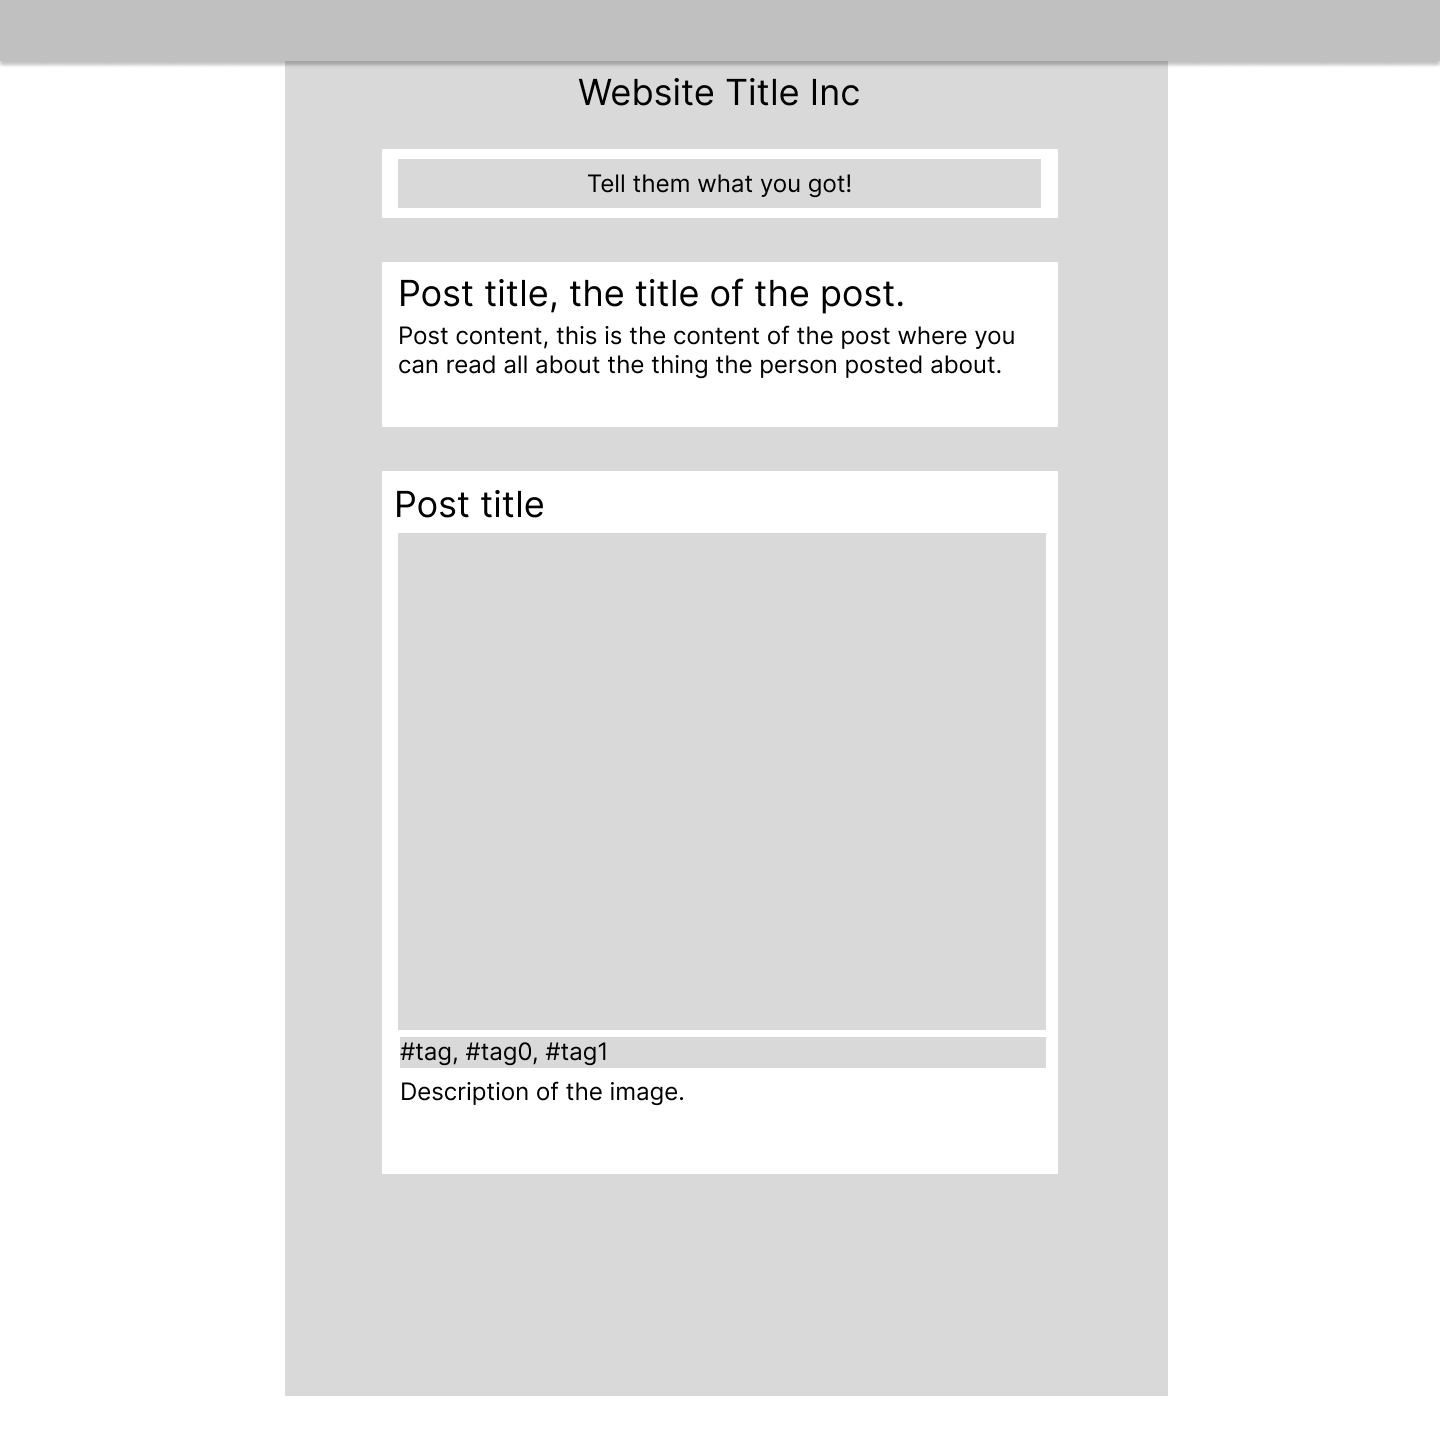 Website Title Inc
Tell them what you got!
Post title, the title of the post.
Post content, this is the content of the post where you
can read all about the thing the person posted about.
Post title
#tag, #tag0, #tag1
Description of the image.